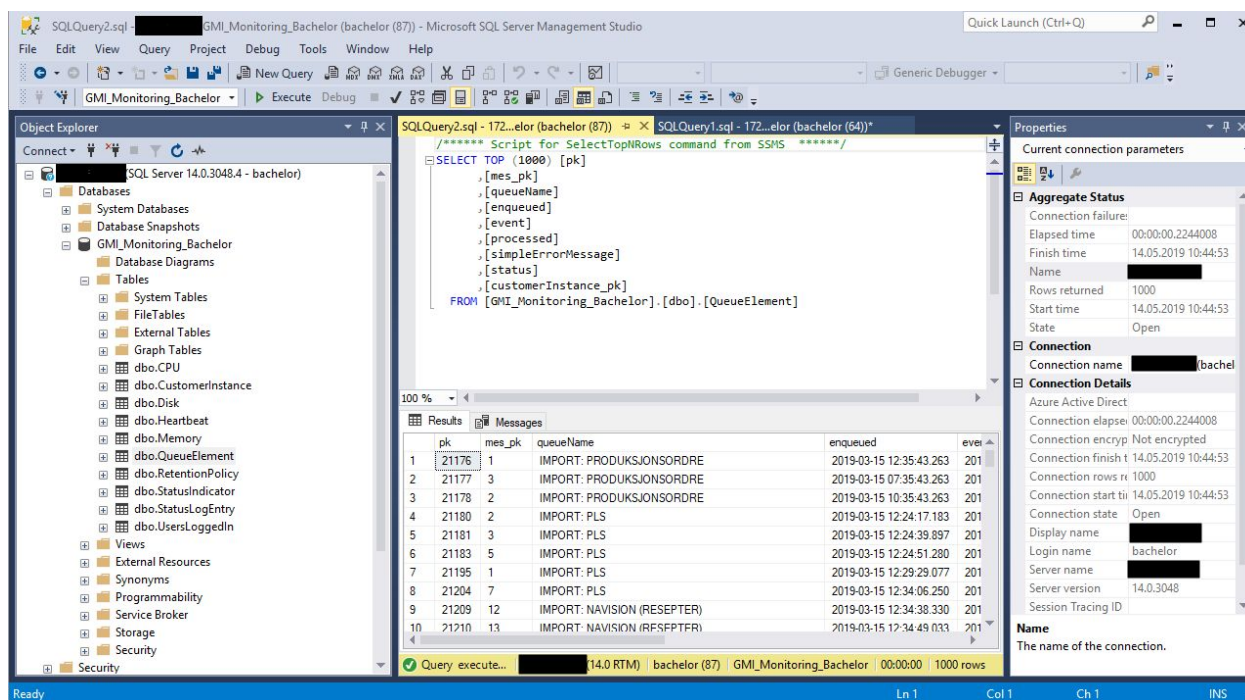 SQLQuery2.sql - GMI_Monitoring_Bachelor (bachelor (87)) - Microsoft SQL Server Management Studio
Quick Launch (Ctrl+Q)
File Edit View Query Project Debug Tools Window Help
New Query
Generic Debugger
GMI_Monitoring_Bachelor
Execute Debug
Object Explorer
Connect
(SQL Server 14.0.3048.4 - bachelor)
Databases
System Databases
Database Snapshots
GMI_Monitoring_Bachelor
Database Diagrams
Tables
System Tables
FileTables
External Tables
Graph Tables
dbo.CPU
dbo.CustomerInstance
dbo.Disk
dbo.Heartbeat
dbo.Memory
dbo.QueueElement
dbo.RetentionPolicy
dbo.StatusIndicator
dbo.StatusLogEntry
dbo.UsersLoggedIn
Views
External Resources
Synonyms
Programmability
Service Broker
Storage
Security
Security
SQLQuery2.sql - 172...elor (bachelor (87))
SQLQuery1.sql - 172...elor (bachelor (64))*
/****** Script for SelectTopNRows command from SSMS ******/
SELECT TOP (1000) [pk]
,[mes_pk]
,[queueName]
,[enqueued]
,[event]
,[processed]
,[simpleErrorMessage]
,[status]
,[customerInstance_pk]
FROM [GMI_Monitoring_Bachelor].[dbo].[QueueElement]
100 %
Results Messages
pk mes_pk queueName enqueued ever
1 21176 1 IMPORT: PRODUKSJONSORDRE 2019-03-15 12:35:43.263 201
2 21177 3 IMPORT: PRODUKSJONSORDRE 2019-03-15 07:35:43.263 201
3 21178 2 IMPORT: PRODUKSJONSORDRE 2019-03-15 10:35:43.263 201
4 21180 2 IMPORT: PLS 2019-03-15 12:24:17.183 201
5 21181 3 IMPORT: PLS 2019-03-15 12:24:39.897 201
6 21183 5 IMPORT: PLS 2019-03-15 12:24:51.280 201
7 21195 1 IMPORT: PLS 2019-03-15 12:29:29.077 201
8 21204 7 IMPORT: PLS 2019-03-15 12:34:06.250 201
9 21209 12 IMPORT: NAVISION (RESEPTER) 2019-03-15 12:34:38.330 201
10 21210 13 IMPORT: NAVISION (RESEPTER) 2019-03-15 12:34:49.033 201
Query execute... (14.0 RTM) bachelor (87) GMI_Monitoring_Bachelor 00:00:00 1000 rows
Properties
Current connection parameters
Aggregate Status
Connection failures
Elapsed time 00:00:00.2244008
Finish time 14.05.2019 10:44:53
Name
Rows returned 1000
Start time 14.05.2019 10:44:53
State Open
Connection
Connection name (bachel
Connection Details
Azure Active Direct
Connection elapse 00:00:00.2244008
Connection encryp Not encrypted
Connection finish t 14.05.2019 10:44:53
Connection rows re 1000
Connection start ti 14.05.2019 10:44:53
Connection state Open
Display name
Login name bachelor
Server name
Server version 14.0.3048
Session Tracing ID
Name
The name of the connection.
Ready
Ln 1 Col 1 Ch 1 INS